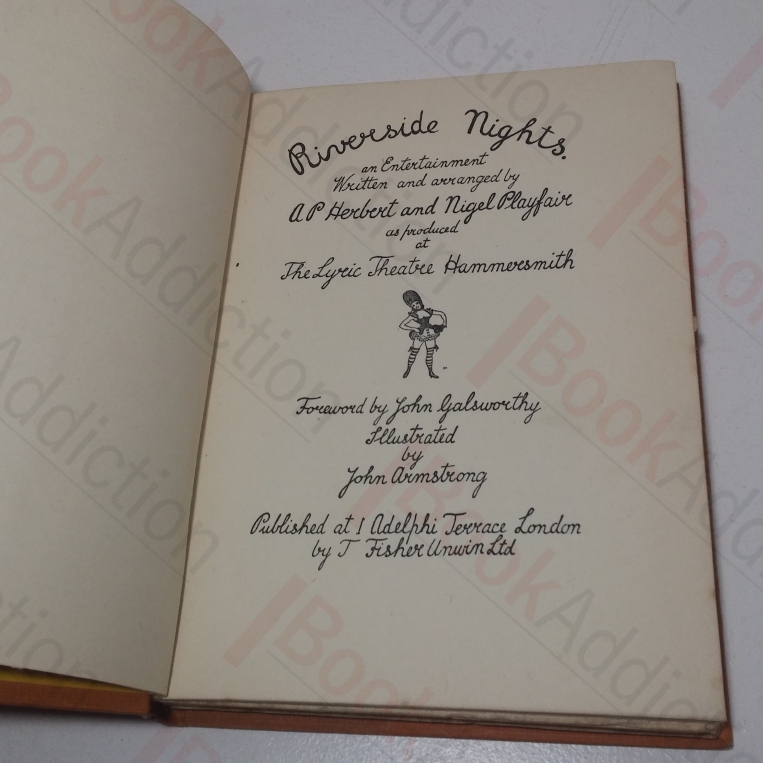 Riverside Nights.
an Entertainment
Written and arranged by
A P Herbert and Nigel Playfair
as produced
at
The Lyric Theatre Hammersmith
Foreword by John Galsworthy
Illustrated
by
John Armstrong
Published at 1 Adelphi Terrace London
by T Fisher Unwin Ltd
BookAddiction